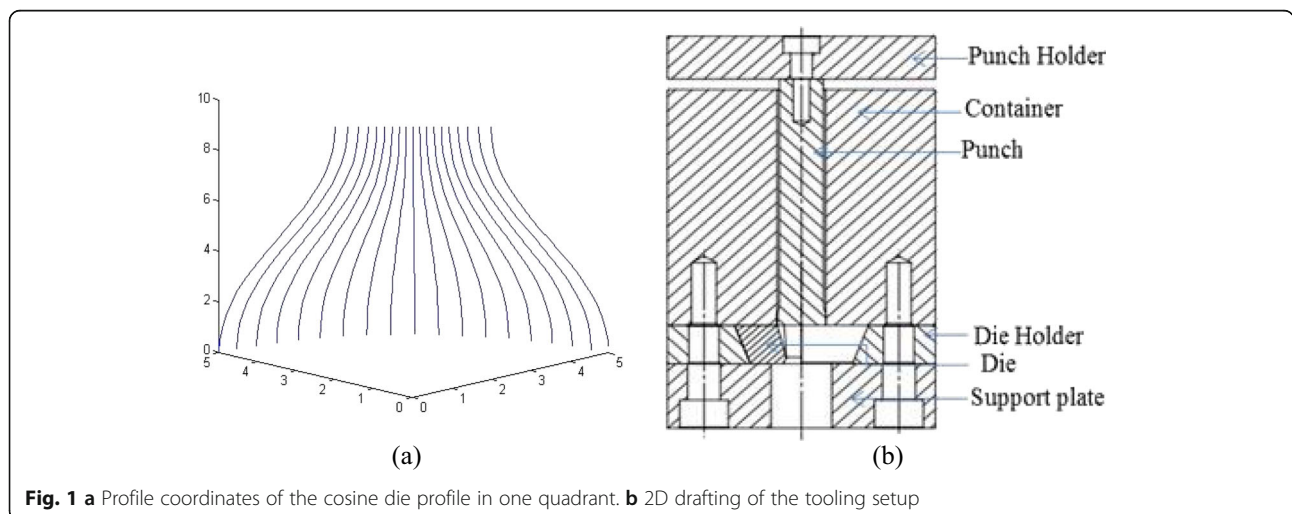 10
8
6
4
2
0
5
4
3
2
1
0
0
1
2
3
4
5
(a)
Punch Holder
Container
Punch
Die Holder
Die
Support plate
(b)
Fig. 1 a Profile coordinates of the cosine die profile in one quadrant. b 2D drafting of the tooling setup